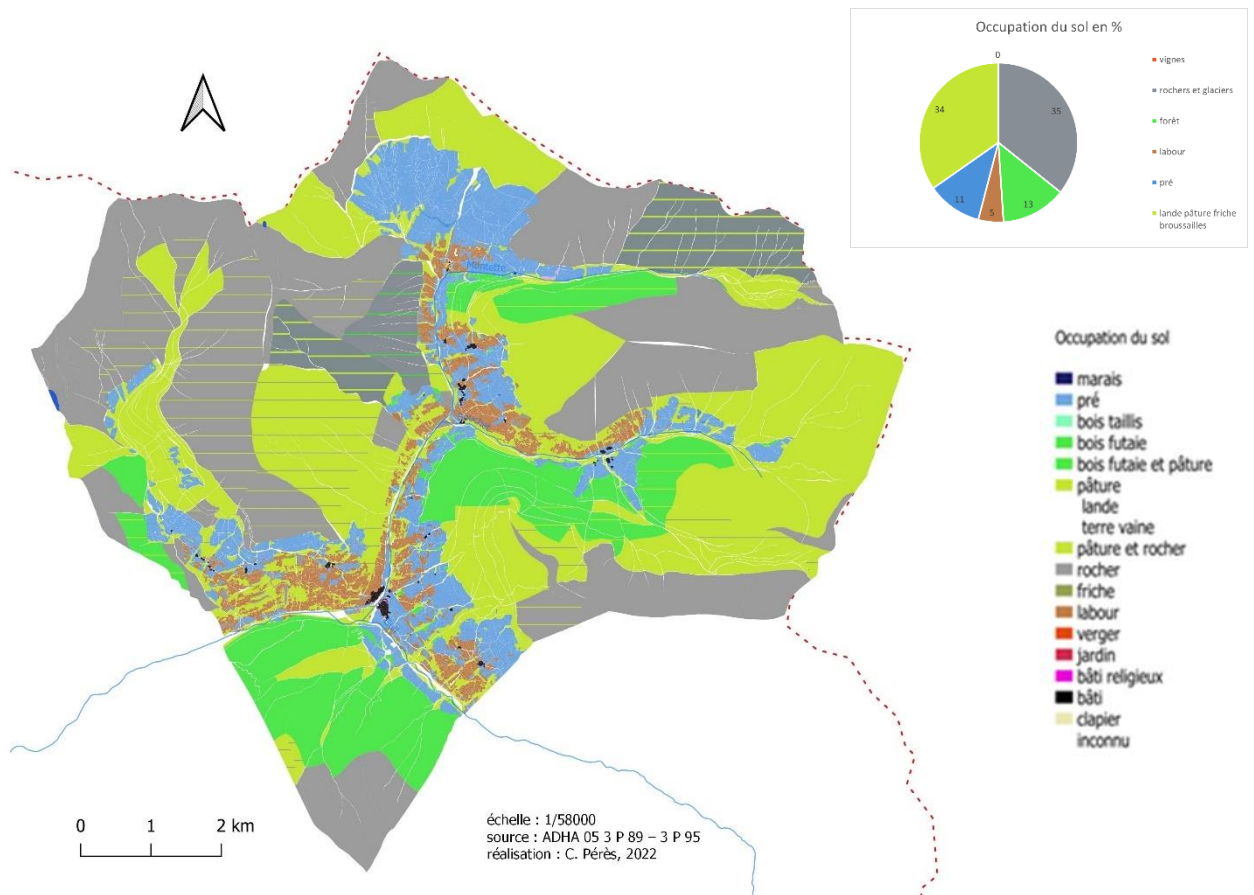 Occupation du sol en %
0
35
13
5
11
34
vignes
rochers et glaciers
forêt
labour
pré
lande pâture friche
broussailles
Occupation du sol
marais
pré
bois taillis
bois futaie
bois futaie et pâture
pâture
lande
terre vaine
pâture et rocher
rocher
friche
labour
verger
jardin
bâti religieux
bâti
clapier
inconnu
0 1 2 km
échelle : 1/58000
source : ADHA 05 3 P 89 – 3 P 95
réalisation : C. Pérès, 2022